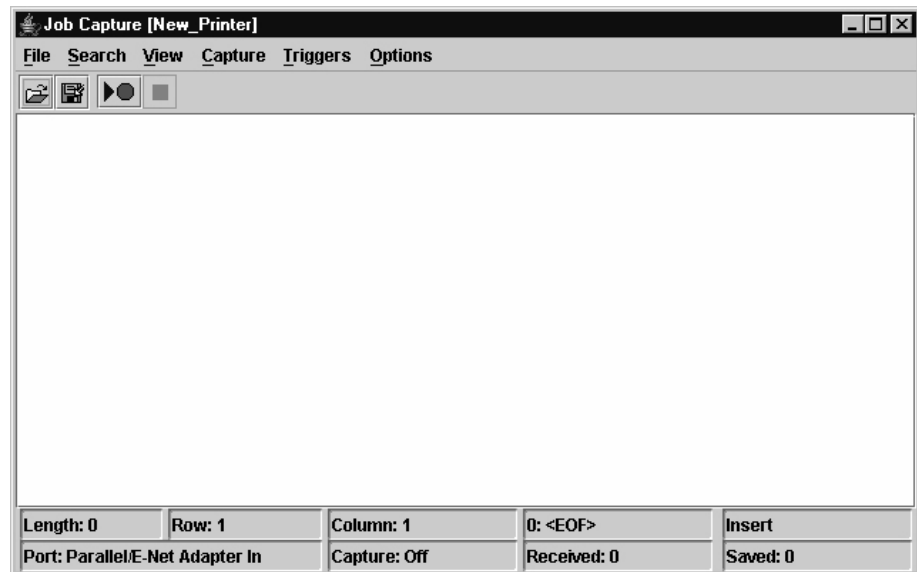 Job Capture [New_Printer]
File Search View Capture Triggers Options
Length: 0 Row: 1 Column: 1 0: <EOF> Insert
Port: Parallel/E-Net Adapter In Capture: Off Received: 0 Saved: 0